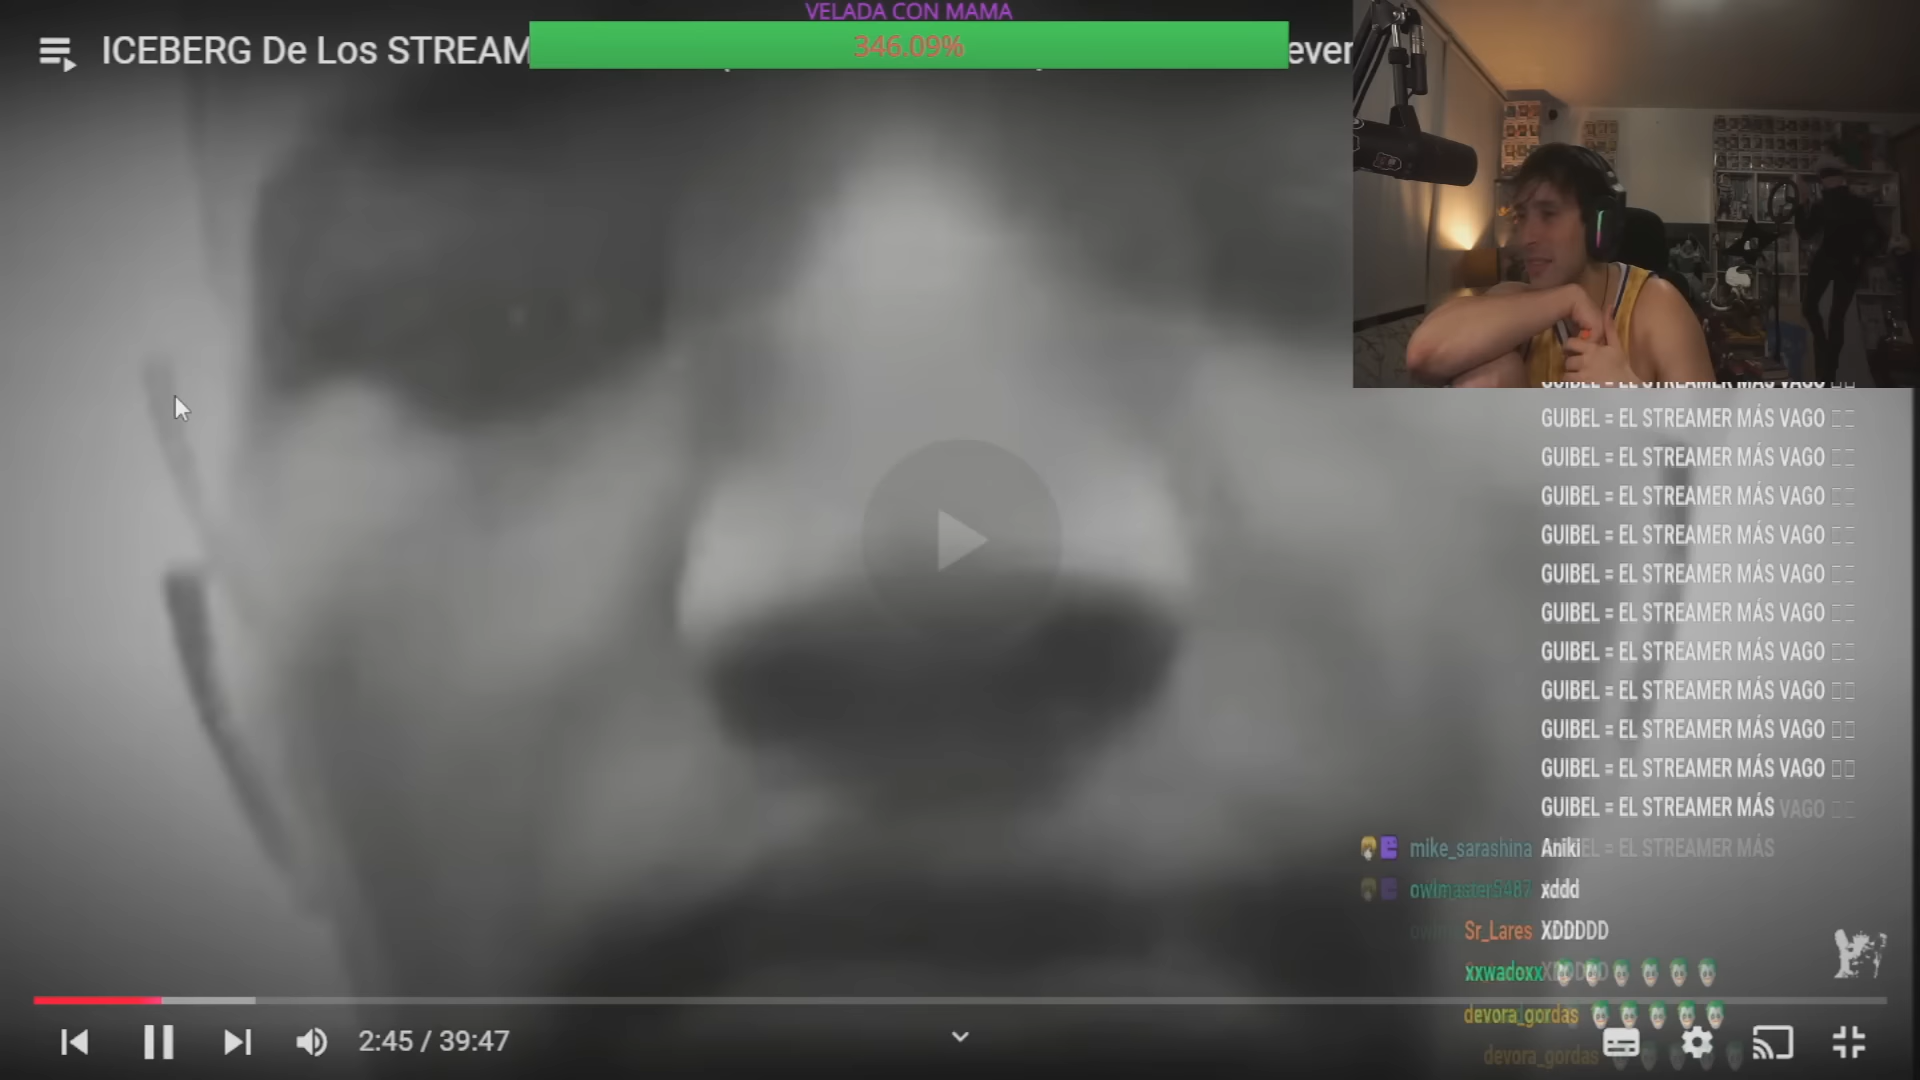 VELADA CON MAMA
346.09%
ICEBERG De Los STREAM
ever
GUIBEL = EL STREAMER MÁS VAGO
GUIBEL = EL STREAMER MÁS VAGO
GUIBEL = EL STREAMER MÁS VAGO
GUIBEL = EL STREAMER MÁS VAGO
GUIBEL = EL STREAMER MÁS VAGO
GUIBEL = EL STREAMER MÁS VAGO
GUIBEL = EL STREAMER MÁS VAGO
GUIBEL = EL STREAMER MÁS VAGO
GUIBEL = EL STREAMER MÁS VAGO
GUIBEL = EL STREAMER MÁS VAGO
GUIBEL = EL STREAMER MÁS VAGO
GUIBEL = EL STREAMER MÁS VAGO
mike_sarashina Aniki
owlmaster5487 xddd
Sr_Lares XDDDDD
xxwadoxx
devora_gordas
devora_gordas
2:45 / 39:47